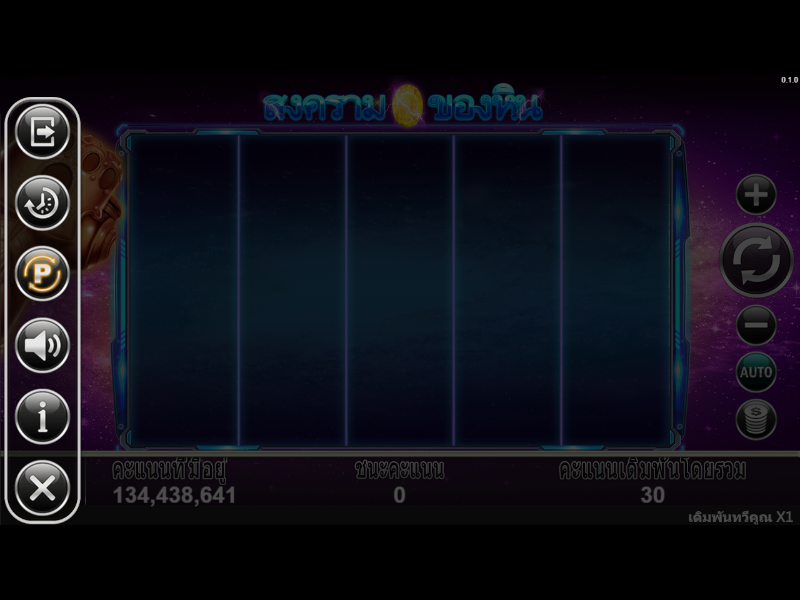 0.1.0
สงคราม ของทิม
P
AUTO
คะแนนที่มีอยู่
ชนะคะแนน
คะแนนเดิมพันโดยรวม
134,438,641
0
30
เดิมพันทวีคูณ X1